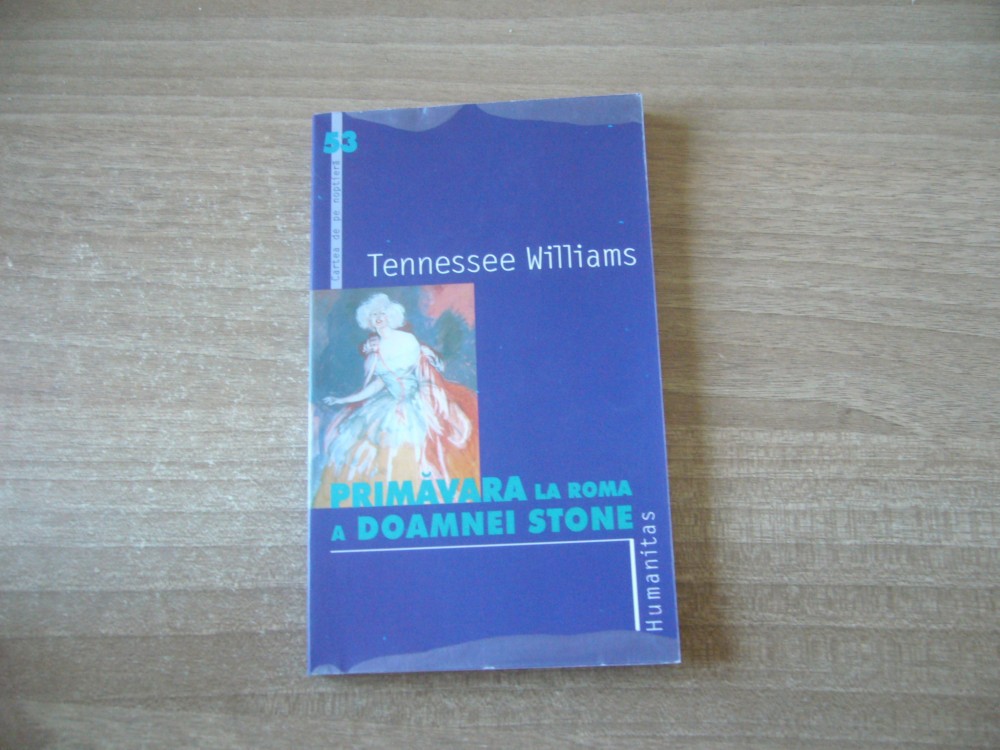 53
Cartea de pe noptieră
Tennessee Williams
PRIMĂVARA LA ROMA
A DOAMNEI STONE
Humanitas